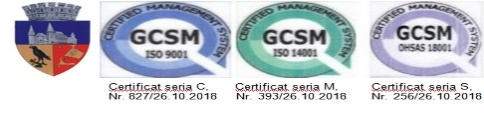 CERTIFIED MANAGEMENT SYSTEM
GCSM
ISO 9001
CERTIFIED MANAGEMENT SYSTEM
GCSM
ISO 14001
CERTIFIED MANAGEMENT SYSTEM
GCSM
OHSAS 18001
Certificat seria C,
Nr. 827/26.10.2018
Certificat seria M,
Nr. 393/26.10.2018
Certificat seria S,
Nr. 256/26.10.2018